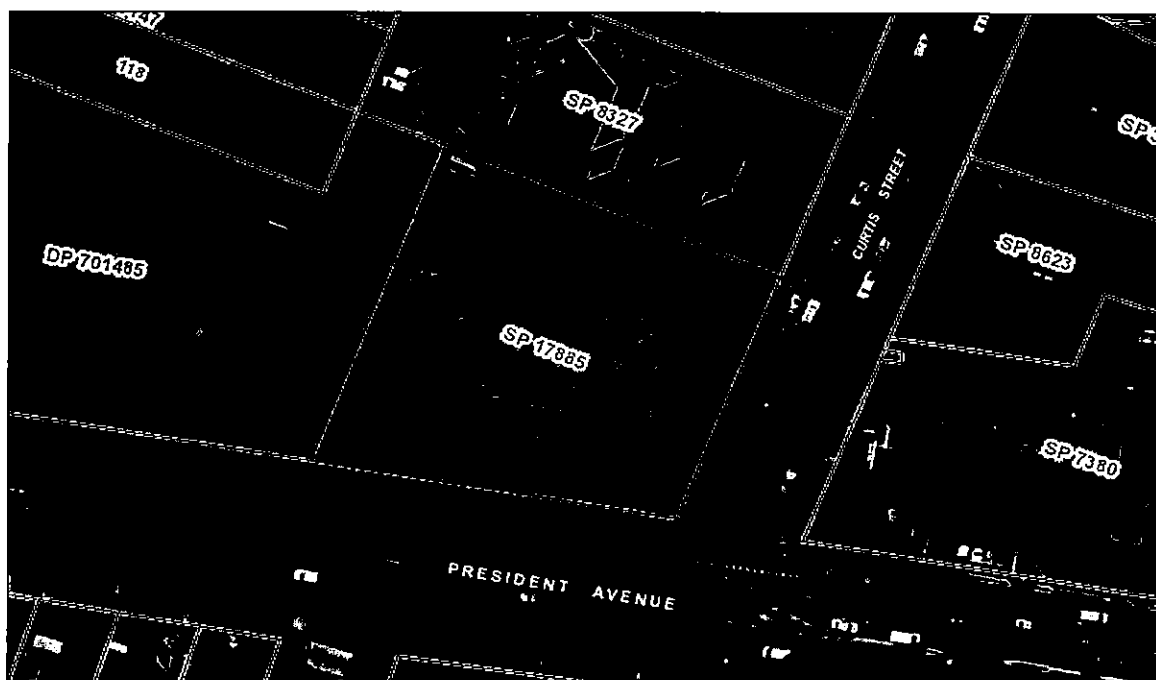 118
SP 8327
CURTIS STREET
SP 8623
DP 701485
SP 17885
SP 7380
PRESIDENT AVENUE